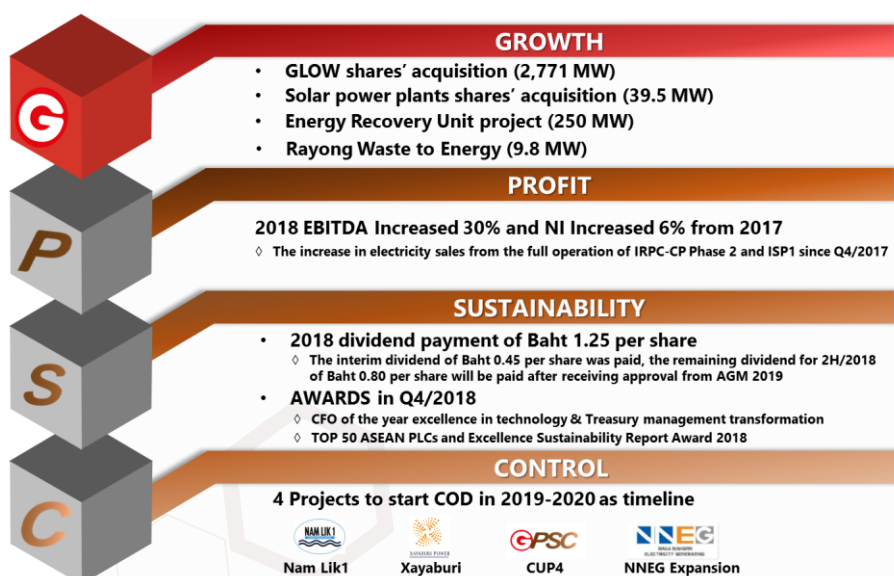 G
GROWTH
• GLOW shares' acquisition (2,771 MW)
• Solar power plants shares' acquisition (39.5 MW)
• Energy Recovery Unit project (250 MW)
• Rayong Waste to Energy (9.8 MW)
P
PROFIT
2018 EBITDA Increased 30% and NI Increased 6% from 2017
◊ The increase in electricity sales from the full operation of IRPC-CP Phase 2 and ISP1 since Q4/2017
S
SUSTAINABILITY
• 2018 dividend payment of Baht 1.25 per share
◊ The interim dividend of Baht 0.45 per share was paid, the remaining dividend for 2H/2018
of Baht 0.80 per share will be paid after receiving approval from AGM 2019
• AWARDS in Q4/2018
◊ CFO of the year excellence in technology & Treasury management transformation
◊ TOP 50 ASEAN PLCs and Excellence Sustainability Report Award 2018
C
CONTROL
4 Projects to start COD in 2019-2020 as timeline
NAM LIK 1
XAYABURI POWER
GPSC
NNEG
ELECTRICITY GENERATING
Nam Lik1 Xayaburi CUP4 NNEG Expansion